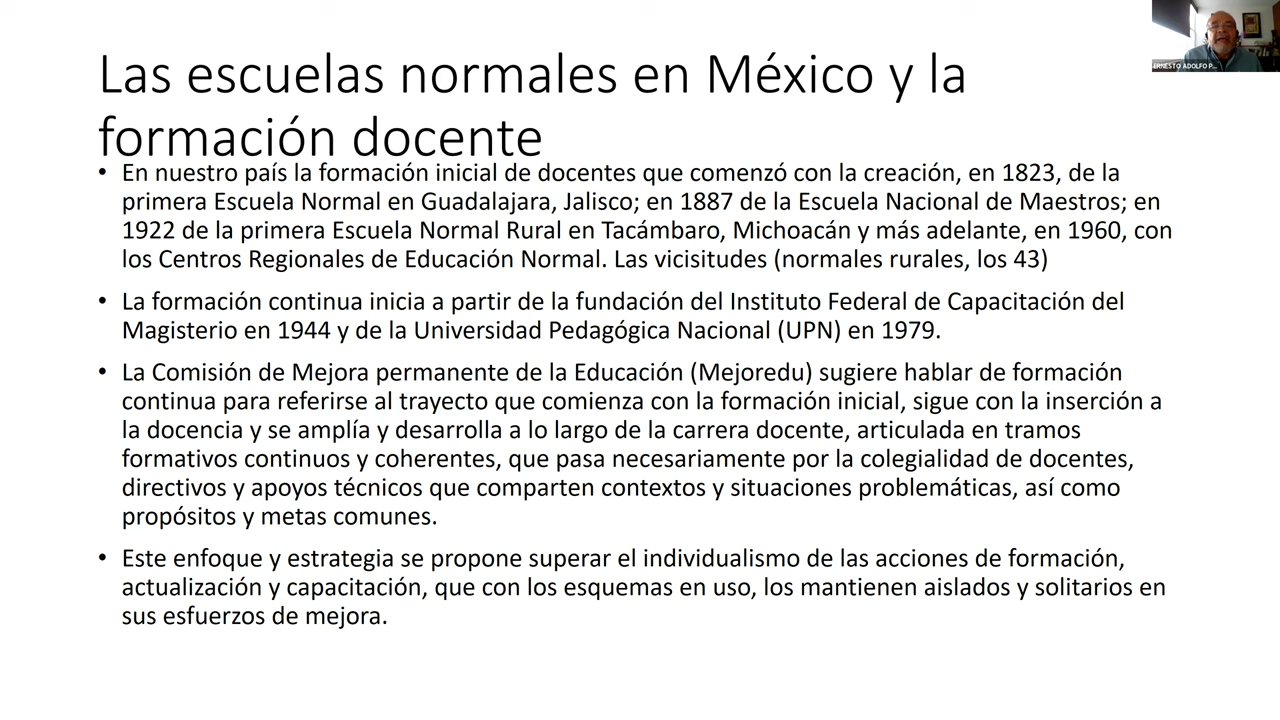 Las escuelas normales en México y la
formación docente
• En nuestro país la formación inicial de docentes que comenzó con la creación, en 1823, de la
primera Escuela Normal en Guadalajara, Jalisco; en 1887 de la Escuela Nacional de Maestros; en
1922 de la primera Escuela Normal Rural en Tacámbaro, Michoacán y más adelante, en 1960, con
los Centros Regionales de Educación Normal. Las vicisitudes (normales rurales, los 43)
• La formación continua inicia a partir de la fundación del Instituto Federal de Capacitación del
Magisterio en 1944 y de la Universidad Pedagógica Nacional (UPN) en 1979.
• La Comisión de Mejora permanente de la Educación (Mejoredu) sugiere hablar de formación
continua para referirse al trayecto que comienza con la formación inicial, sigue con la inserción a
la docencia y se amplía y desarrolla a lo largo de la carrera docente, articulada en tramos
formativos continuos y coherentes, que pasa necesariamente por la colegialidad de docentes,
directivos y apoyos técnicos que comparten contextos y situaciones problemáticas, así como
propósitos y metas comunes.
• Este enfoque y estrategia se propone superar el individualismo de las acciones de formación,
actualización y capacitación, que con los esquemas en uso, los mantienen aislados y solitarios en
sus esfuerzos de mejora.
ERNESTO ADOLFO P...